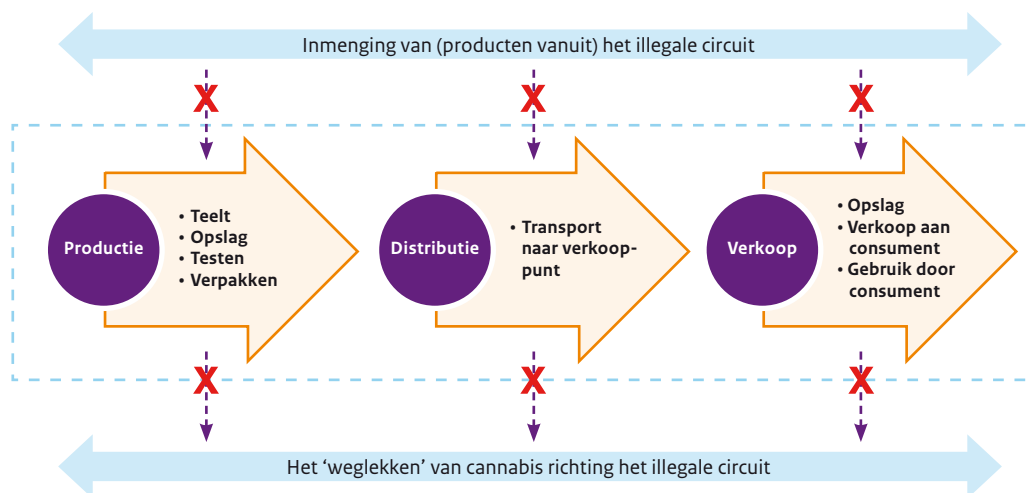 Inmenging van (producten vanuit) het illegale circuit
X
X
X
Productie
• Teelt
• Opslag
• Testen
• Verpakken
Distributie
• Transport
naar verkoop-
punt
Verkoop
• Opslag
• Verkoop aan
consument
• Gebruik door
consument
X
X
X
Het ‘weglekken’ van cannabis richting het illegale circuit